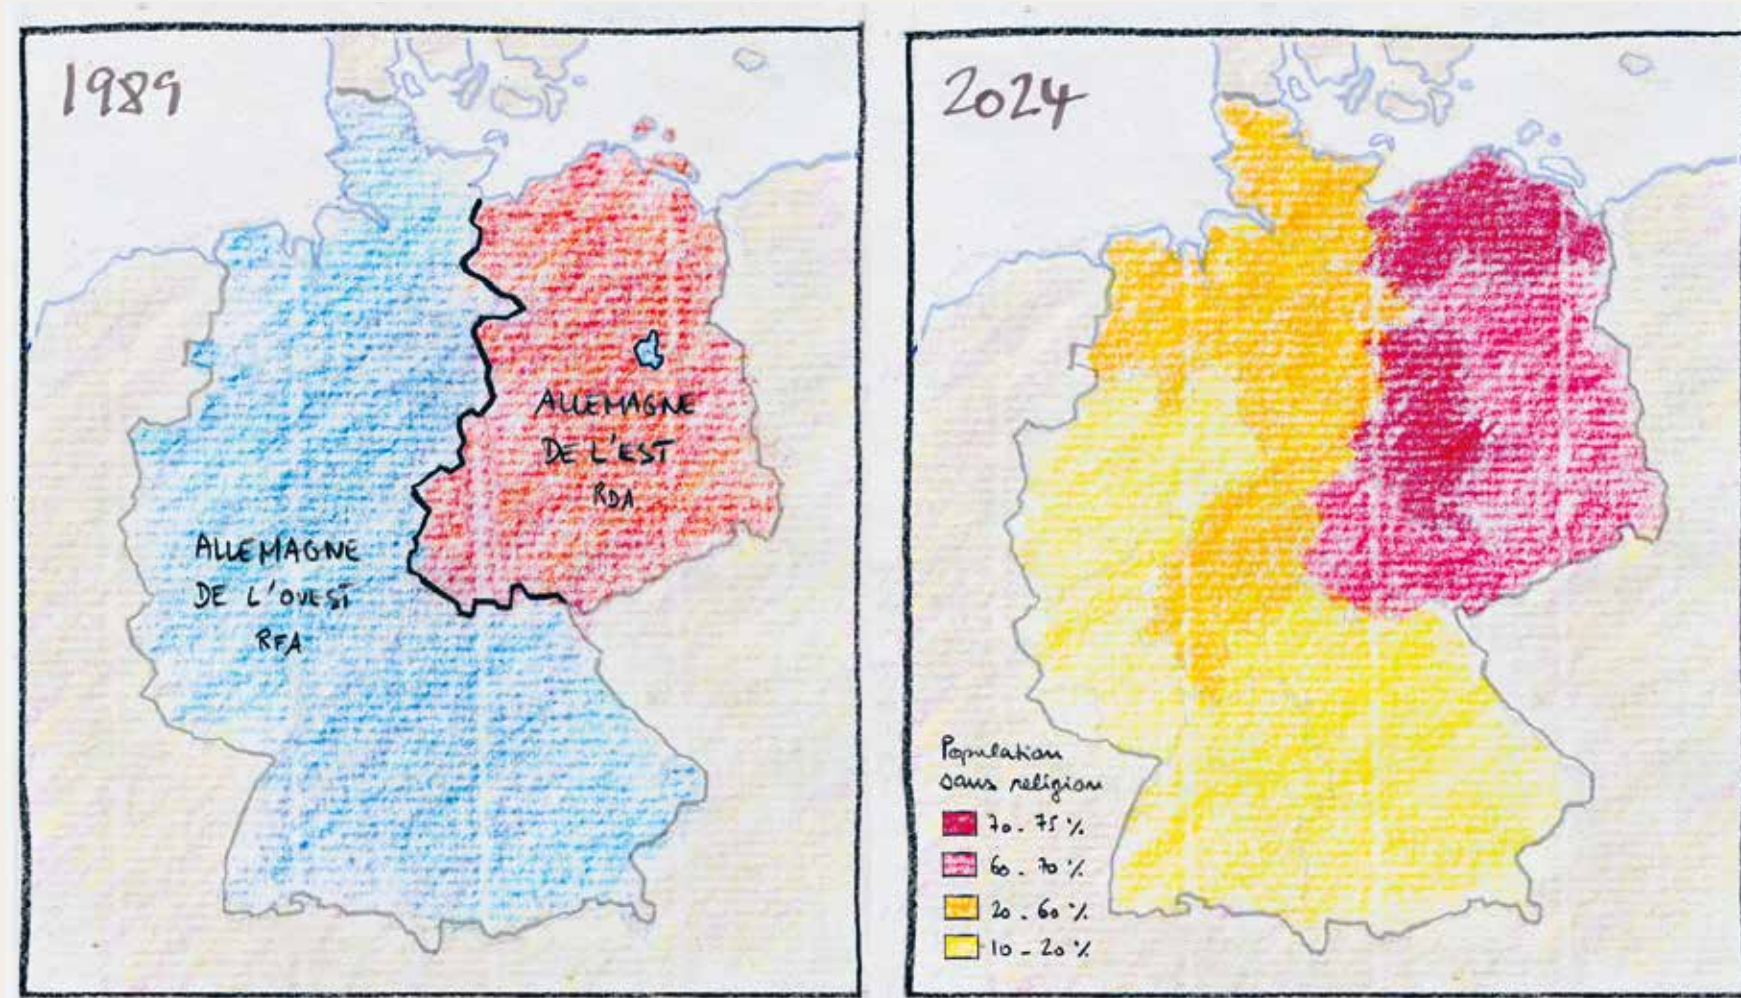 1989
ALLEMAGNE
DE L'EST
RDA
ALLEMAGNE
DE L'OUEST
RFA
2024
Population
sans religion
70 - 75 %
60 - 70 %
20 - 60 %
10 - 20 %